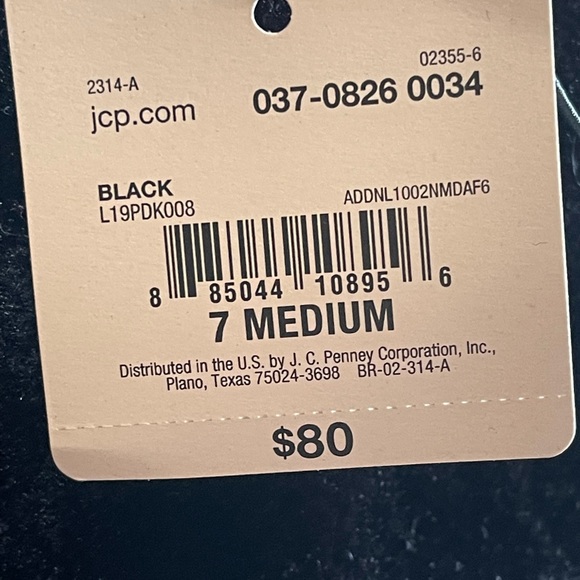 2314-A
02355-6
jcp.com
037-0826 0034
BLACK
L19PDK008
ADDNL1002NMDAF6
8 85044 10895 6
7 MEDIUM
Distributed in the U.S. by J. C. Penney Corporation, Inc.,
Plano, Texas 75024-3698 BR-02-314-A
$80